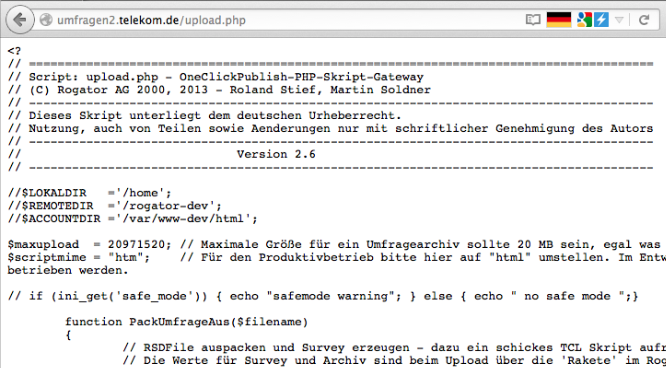 umfragen2.telekom.de/upload.php
<?
// =======================================================================================
// Script: upload.php - OneClickPublish-PHP-Skript-Gateway
// (C) Rogator AG 2000, 2013 - Roland Stief, Martin Soldner
// ---------------------------------------------------------------------------------------
// Dieses Skript unterliegt dem deutschen Urheberrecht.
// Nutzung, auch von Teilen sowie Aenderungen nur mit schriftlicher Genehmigung des Autors
// ---------------------------------------------------------------------------------------
// Version 2.6
// ---------------------------------------------------------------------------------------
//$LOKALDIR ='/home';
//$REMOTEDIR ='/rogator-dev';
//$ACCOUNTDIR ='/var/www-dev/html';
$maxupload = 20971520; // Maximale Größe für ein Umfragearchiv sollte 20 MB sein, egal was
$scriptmime = "htm"; // Für den Produktivbetrieb bitte hier auf "html" umstellen. Im Entw
betrieben werden.
// if (ini_get('safe_mode')) { echo "safemode warning"; } else { echo " no safe mode ";}
function PackUmfrageAus($filename)
{
// RSDFile auspacken und Survey erzeugen - dazu ein schickes TCL Skript aufr
// Die Werte für Survey und Archiv sind beim Upload über die 'Rakete' im Rog